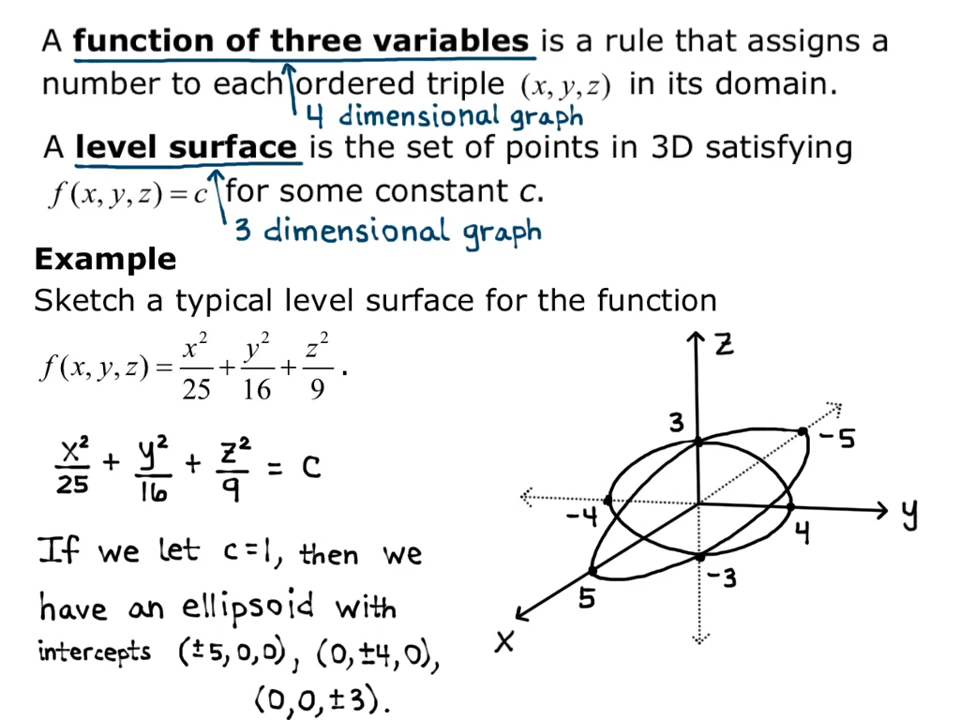 A function of three variables is a rule that assigns a
number to each ordered triple (x, y, z) in its domain.
4 dimensional graph
A level surface is the set of points in 3D satisfying
f(x, y, z) = c for some constant c.
3 dimensional graph
Example
Sketch a typical level surface for the function
f(x, y, z) = x²/25 + y²/16 + z²/9 .
x²/25 + y²/16 + z²/9 = c
If we let c=1, then we
have an ellipsoid with
intercepts (±5,0,0), (0,±4,0),
(0,0,±3).
z
3
-5
-4
4
y
-3
5
x